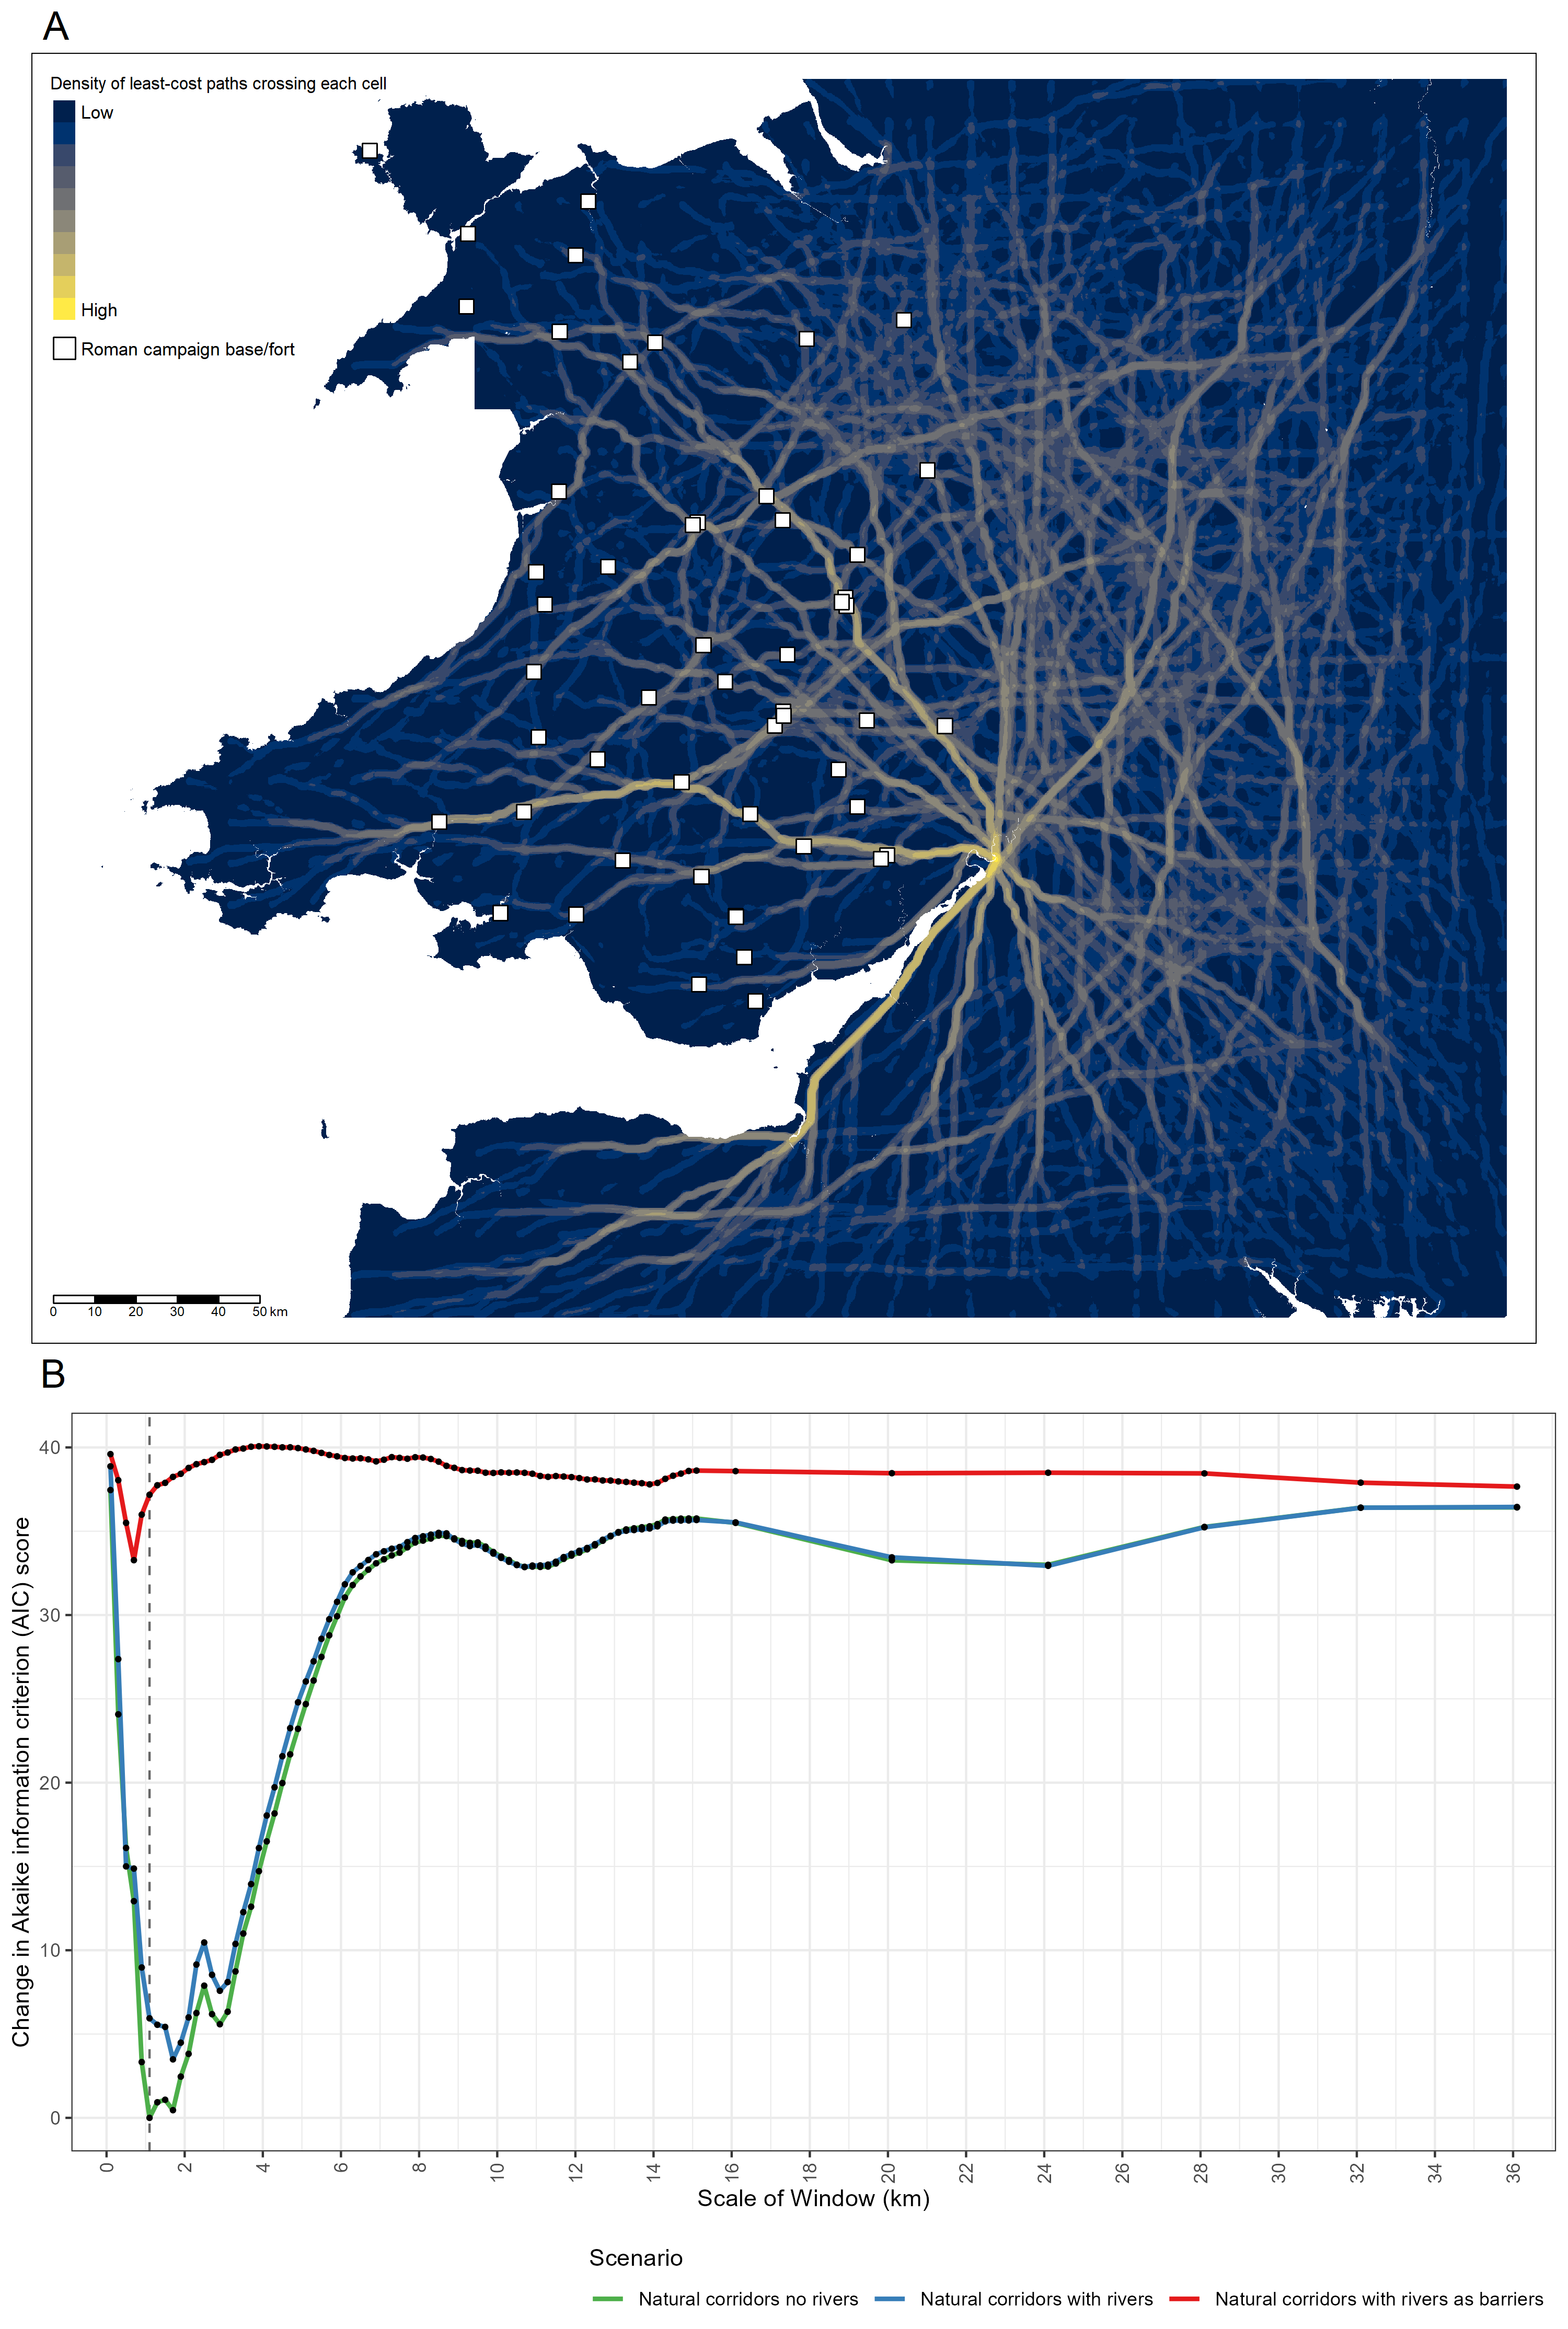 A
Density of least-cost paths crossing each cell
Low
High
Roman campaign base/fort
0 10 20 30 40 50 km
B
Change in Akaike information criterion (AIC) score
40
30
20
10
0
0 2 4 6 8 10 12 14 16 18 20 22 24 26 28 30 32 34 36
Scale of Window (km)
Scenario
Natural corridors no rivers Natural corridors with rivers Natural corridors with rivers as barriers